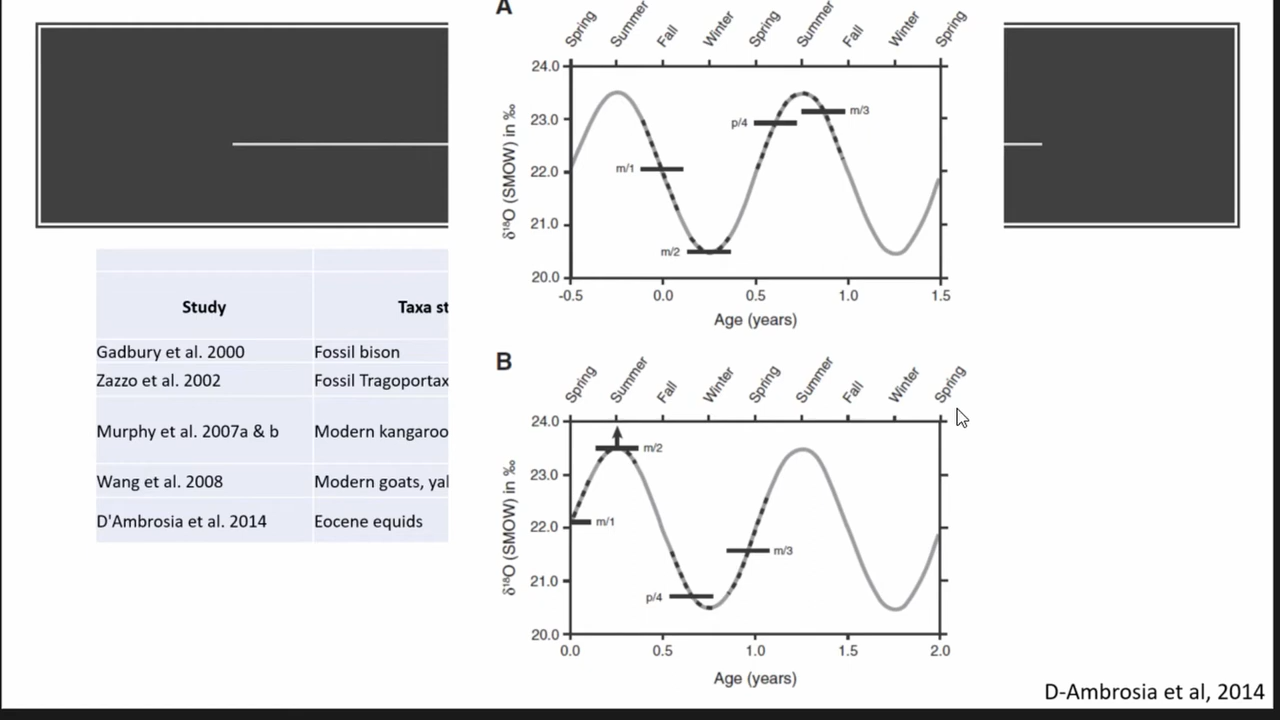 A
Spring Summer Fall Winter Spring Summer Fall Winter Spring
24.0
23.0
22.0
21.0
20.0
δ¹⁸O (SMOW) in ‰
p/4
m/3
m/1
m/2
-0.5 0.0 0.5 1.0 1.5
Age (years)
Study Taxa st
Gadbury et al. 2000 Fossil bison
Zazzo et al. 2002 Fossil Tragoportax
Murphy et al. 2007a & b Modern kangaroo
Wang et al. 2008 Modern goats, yak
D'Ambrosia et al. 2014 Eocene equids
B
Spring Summer Fall Winter Spring Summer Fall Winter Spring
24.0
23.0
22.0
21.0
20.0
δ¹⁸O (SMOW) in ‰
m/2
m/1
m/3
p/4
0.0 0.5 1.0 1.5 2.0
Age (years)
D-Ambrosia et al, 2014